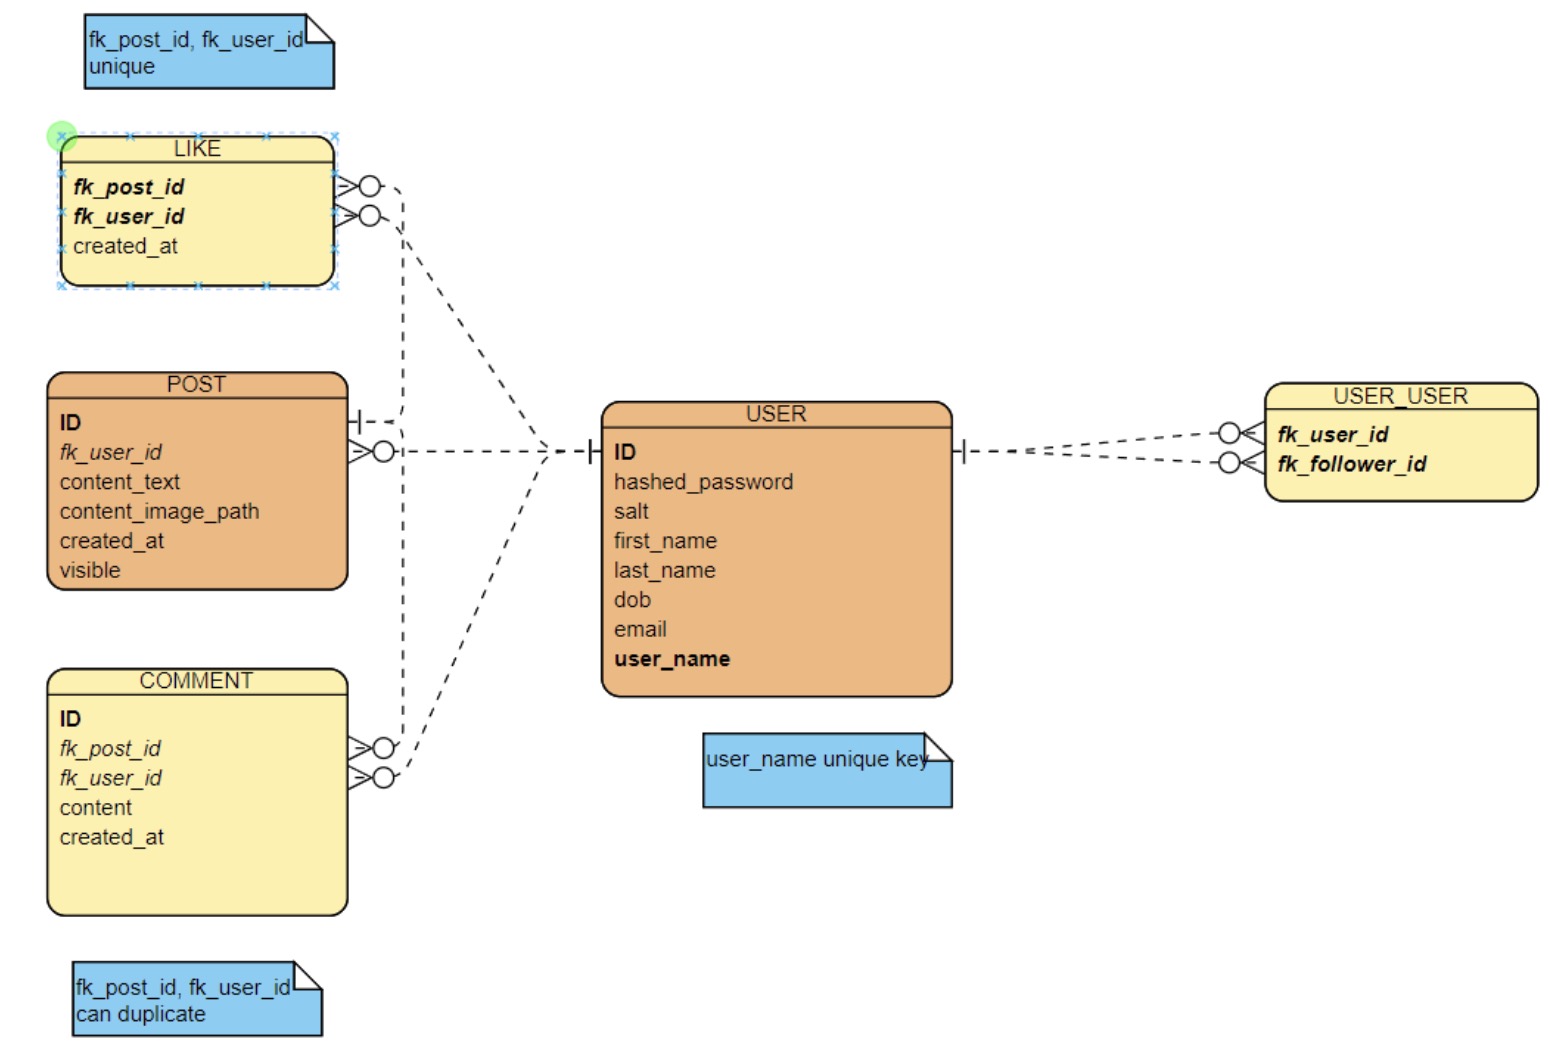 fk_post_id, fk_user_id
unique
LIKE
fk_post_id
fk_user_id
created_at
POST
ID
fk_user_id
content_text
content_image_path
created_at
visible
COMMENT
ID
fk_post_id
fk_user_id
content
created_at
fk_post_id, fk_user_id
can duplicate
USER
ID
hashed_password
salt
first_name
last_name
dob
email
user_name
user_name unique key
USER_USER
fk_user_id
fk_follower_id